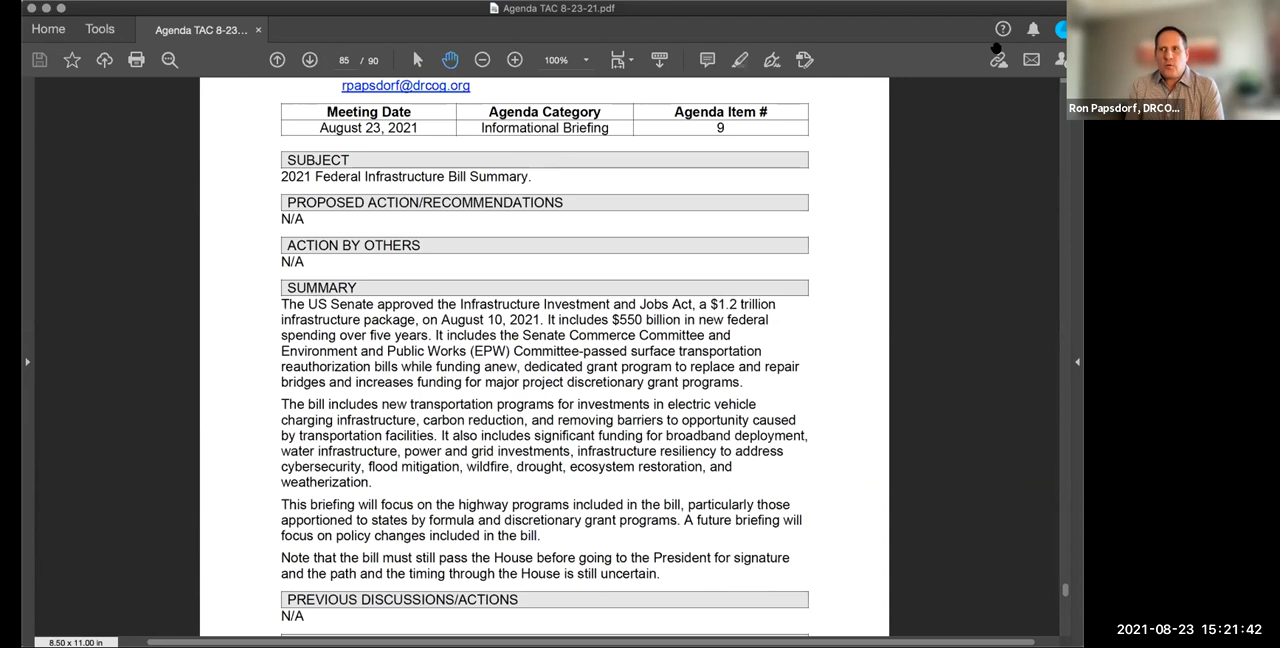 Agenda TAC 8-23-21.pdf
Home Tools Agenda TAC 8-23... ×
85 / 90 100%
rpapsdorf@drcog.org
Meeting Date Agenda Category Agenda Item #
August 23, 2021 Informational Briefing 9
SUBJECT
2021 Federal Infrastructure Bill Summary.
PROPOSED ACTION/RECOMMENDATIONS
N/A
ACTION BY OTHERS
N/A
SUMMARY
The US Senate approved the Infrastructure Investment and Jobs Act, a $1.2 trillion
infrastructure package, on August 10, 2021. It includes $550 billion in new federal
spending over five years. It includes the Senate Commerce Committee and
Environment and Public Works (EPW) Committee-passed surface transportation
reauthorization bills while funding anew, dedicated grant program to replace and repair
bridges and increases funding for major project discretionary grant programs.
The bill includes new transportation programs for investments in electric vehicle
charging infrastructure, carbon reduction, and removing barriers to opportunity caused
by transportation facilities. It also includes significant funding for broadband deployment,
water infrastructure, power and grid investments, infrastructure resiliency to address
cybersecurity, flood mitigation, wildfire, drought, ecosystem restoration, and
weatherization.
This briefing will focus on the highway programs included in the bill, particularly those
apportioned to states by formula and discretionary grant programs. A future briefing will
focus on policy changes included in the bill.
Note that the bill must still pass the House before going to the President for signature
and the path and the timing through the House is still uncertain.
PREVIOUS DISCUSSIONS/ACTIONS
N/A
8.50 x 11.00 in
Ron Papsdorf, DRCO...
2021-08-23 15:21:42